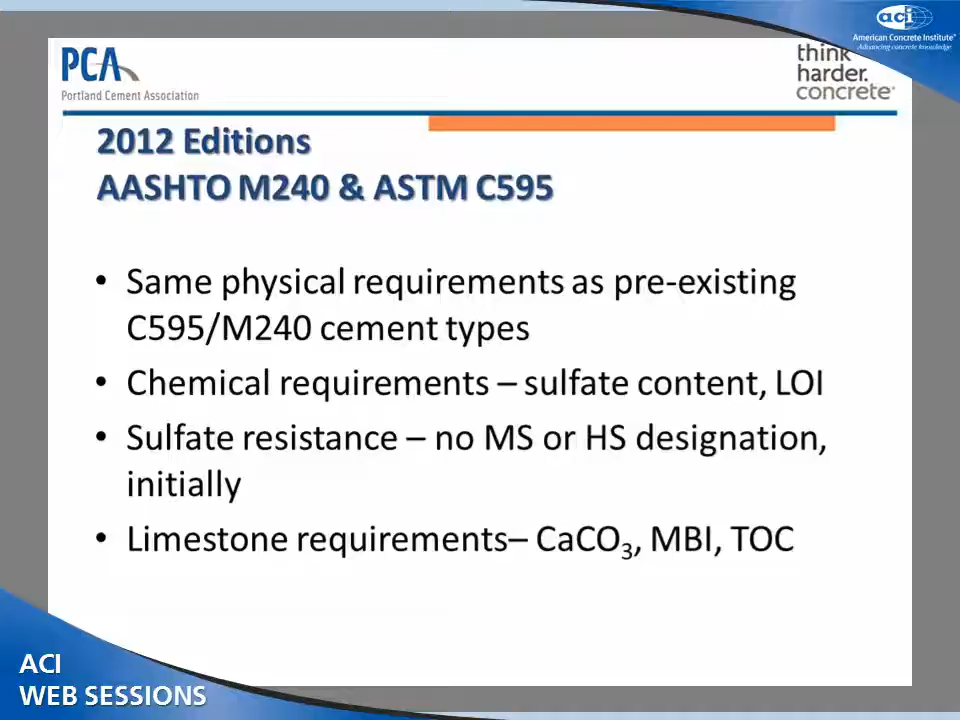 aci
American Concrete Institute®
Advancing concrete knowledge
PCA
Portland Cement Association
think
harder.
concrete
2012 Editions
AASHTO M240 & ASTM C595
• Same physical requirements as pre-existing
C595/M240 cement types
• Chemical requirements – sulfate content, LOI
• Sulfate resistance – no MS or HS designation,
initially
• Limestone requirements– CaCO₃, MBI, TOC
ACI
WEB SESSIONS